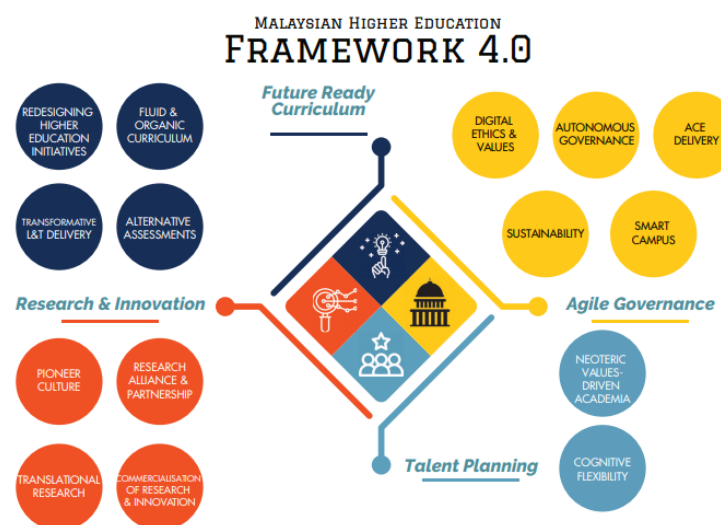 MALAYSIAN HIGHER EDUCATION
FRAMEWORK 4.0
Future Ready
Curriculum
REDESIGNING
HIGHER
EDUCATION
INITIATIVES
FLUID &
ORGANIC
CURRICULUM
TRANSFORMATIVE
L&T DELIVERY
ALTERNATIVE
ASSESSMENTS
DIGITAL
ETHICS &
VALUES
AUTONOMOUS
GOVERNANCE
ACE
DELIVERY
SUSTAINABILITY
SMART
CAMPUS
Research & Innovation
Agile Governance
PIONEER
CULTURE
RESEARCH
ALLIANCE &
PARTNERSHIP
TRANSLATIONAL
RESEARCH
COMMERCIALISATION
OF RESEARCH
& INNOVATION
NEOTERIC
VALUES-
DRIVEN
ACADEMIA
Talent Planning
COGNITIVE
FLEXIBILITY